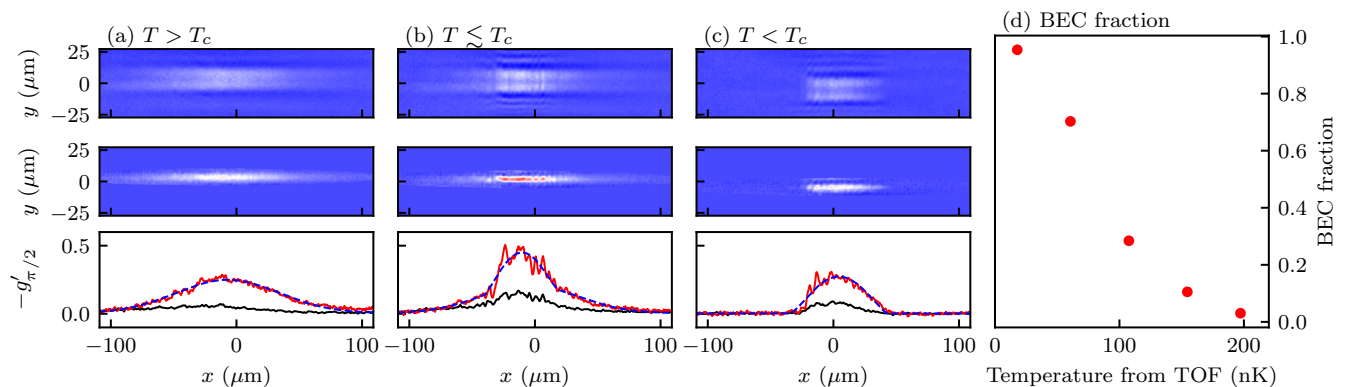 (a) T > T_c
(b) T ≲ T_c
(c) T < T_c
(d) BEC fraction
y (μm)
25
0
−25
y (μm)
25
0
−25
−g′_{π/2}
0.5
0.0
−100 0 100
−100 0 100
−100 0 100
x (μm)
x (μm)
x (μm)
1.0
0.8
0.6
0.4
0.2
0.0
BEC fraction
0 100 200
Temperature from TOF (nK)